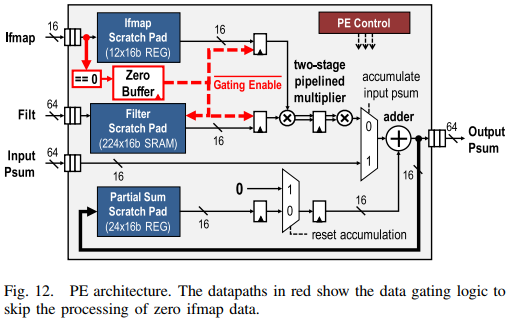 16
Ifmap
Ifmap
Scratch Pad
(12x16b REG)
16
PE Control
== 0
Zero
Buffer
Gating Enable
two-stage
pipelined
multiplier
accumulate
input psum
64
Filt
Filter
Scratch Pad
(224x16b SRAM)
16
0
adder
64
Output
Psum
Input
Psum
64
16
1
16
Partial Sum
Scratch Pad
(24x16b REG)
16
0
1
0
16
reset accumulation
Fig. 12. PE architecture. The datapaths in red show the data gating logic to
skip the processing of zero ifmap data.